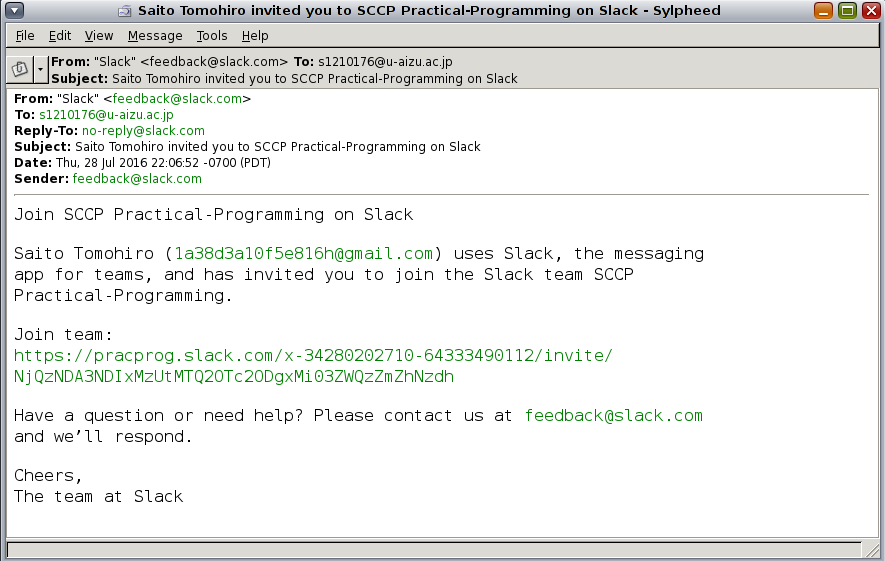 Saito Tomohiro invited you to SCCP Practical-Programming on Slack - Sylpheed
File Edit View Message Tools Help
From: "Slack" <feedback@slack.com> To: s1210176@u-aizu.ac.jp
Subject: Saito Tomohiro invited you to SCCP Practical-Programming on Slack
From: "Slack" <feedback@slack.com>
To: s1210176@u-aizu.ac.jp
Reply-To: no-reply@slack.com
Subject: Saito Tomohiro invited you to SCCP Practical-Programming on Slack
Date: Thu, 28 Jul 2016 22:06:52 -0700 (PDT)
Sender: feedback@slack.com
Join SCCP Practical-Programming on Slack
Saito Tomohiro (1a38d3a10f5e816h@gmail.com) uses Slack, the messaging
app for teams, and has invited you to join the Slack team SCCP
Practical-Programming.
Join team:
https://pracprog.slack.com/x-34280202710-64333490112/invite/
NjQzNDA3NDIxMzUtMTQ2OTc2ODgxMi03ZWQzZmZhNzdh
Have a question or need help? Please contact us at feedback@slack.com
and we’ll respond.
Cheers,
The team at Slack